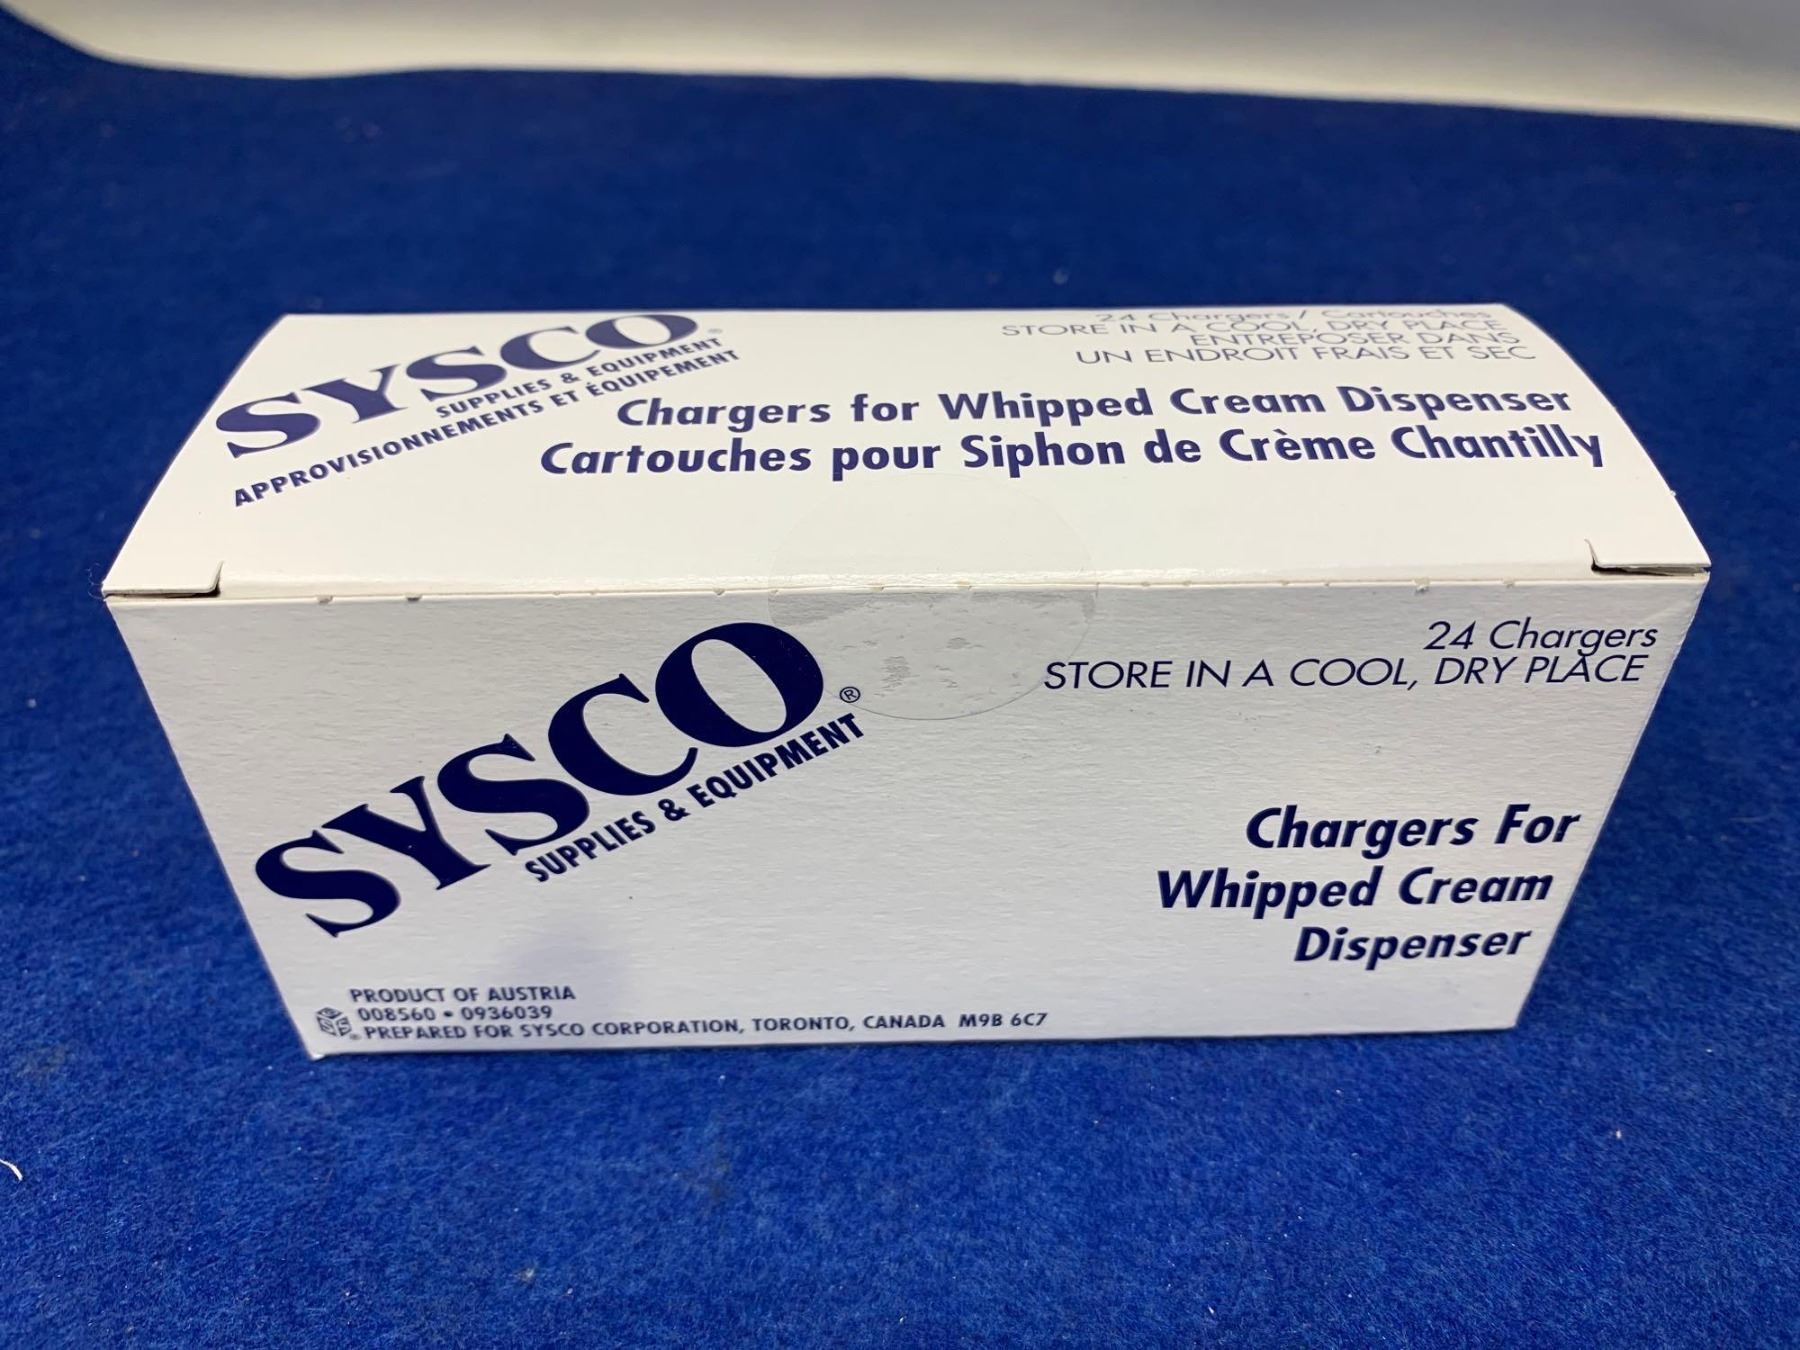 SYSCO®
SUPPLIES & EQUIPMENT
APPROVISIONNEMENTS ET ÉQUIPEMENT
24 Chargers / Cartouches
STORE IN A COOL, DRY PLACE
ENTREPOSER DANS
UN ENDROIT FRAIS ET SEC
Chargers for Whipped Cream Dispenser
Cartouches pour Siphon de Crème Chantilly
SYSCO®
SUPPLIES & EQUIPMENT
24 Chargers
STORE IN A COOL, DRY PLACE
Chargers For
Whipped Cream
Dispenser
PRODUCT OF AUSTRIA
008560 • 0936039
PREPARED FOR SYSCO CORPORATION, TORONTO, CANADA M9B 6C7